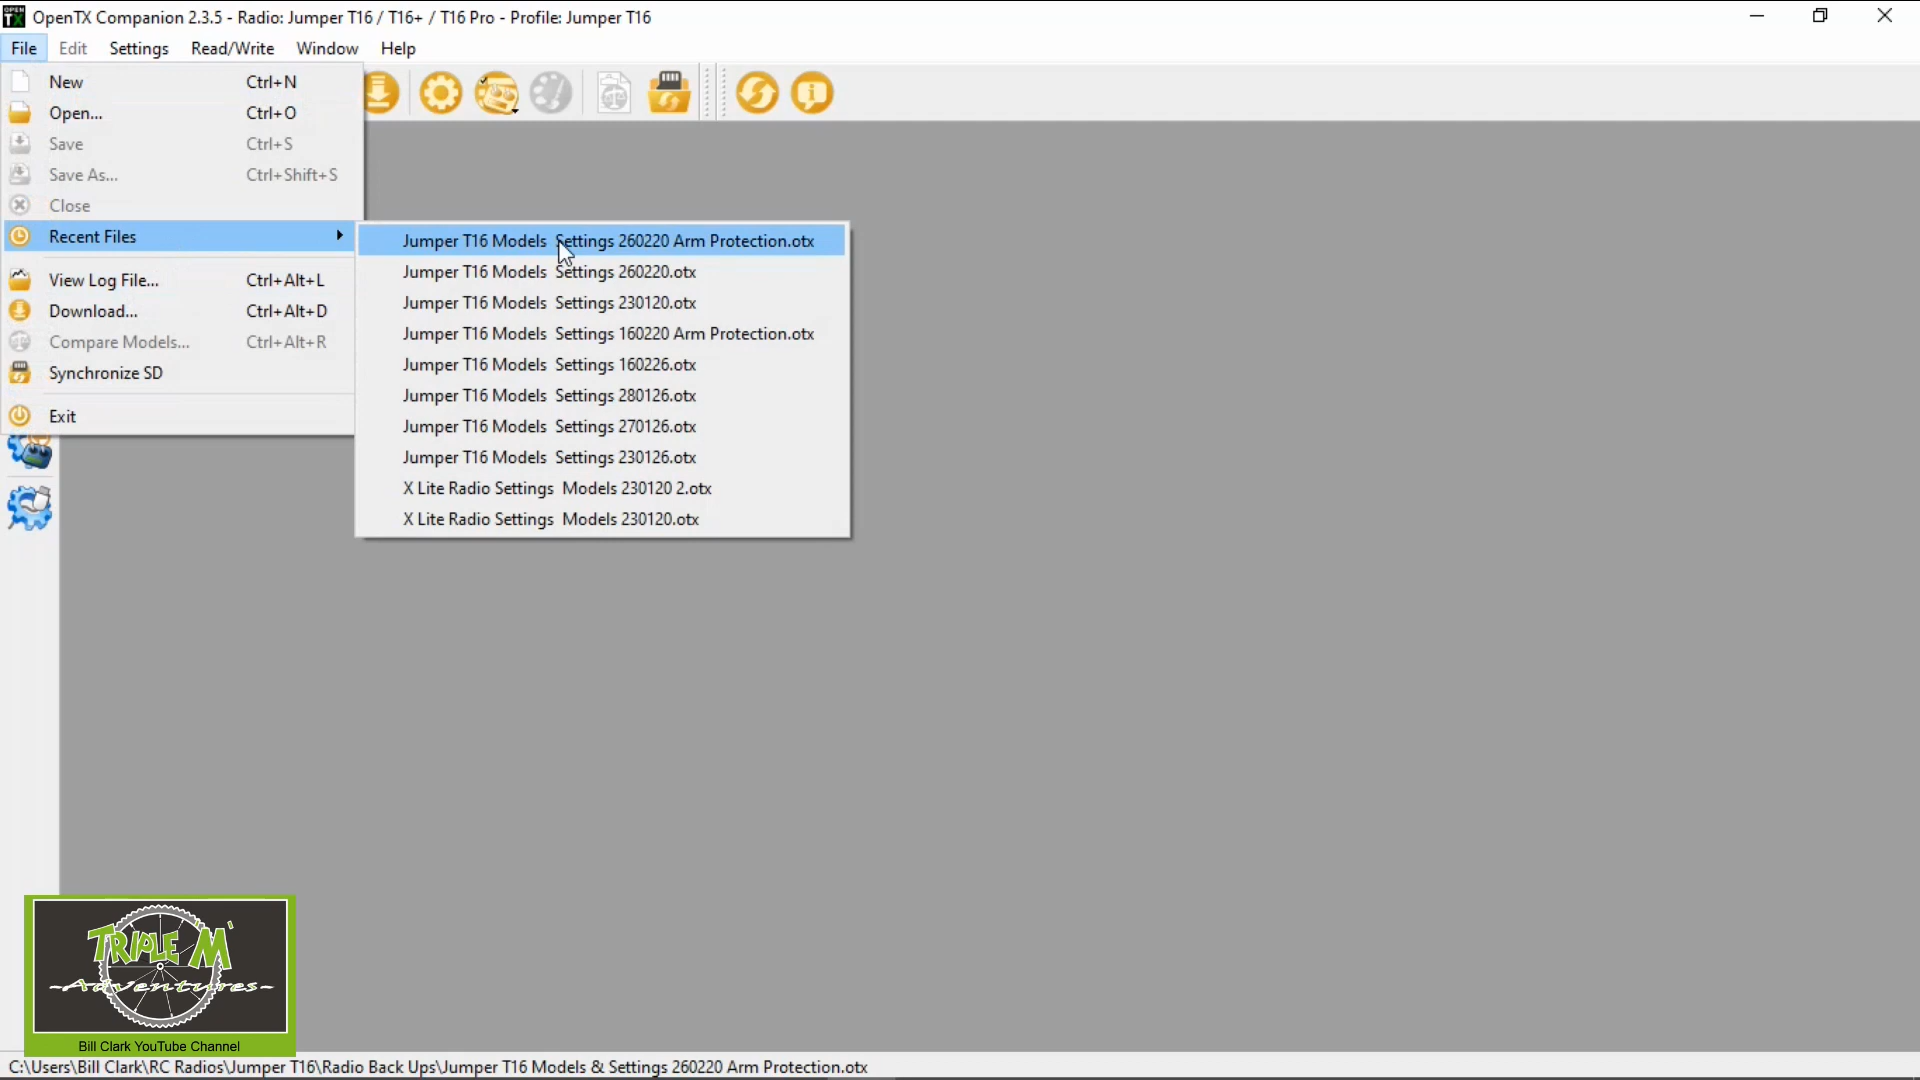 OpenTX Companion 2.3.5 - Radio: Jumper T16 / T16+ / T16 Pro - Profile: Jumper T16
File Edit Settings Read/Write Window Help
New Ctrl+N
Open... Ctrl+O
Save Ctrl+S
Save As... Ctrl+Shift+S
Close
Recent Files
View Log File... Ctrl+Alt+L
Download... Ctrl+Alt+D
Compare Models... Ctrl+Alt+R
Synchronize SD
Exit
Jumper T16 Models Settings 260220 Arm Protection.otx
Jumper T16 Models Settings 260220.otx
Jumper T16 Models Settings 230120.otx
Jumper T16 Models Settings 160220 Arm Protection.otx
Jumper T16 Models Settings 160226.otx
Jumper T16 Models Settings 280126.otx
Jumper T16 Models Settings 270126.otx
Jumper T16 Models Settings 230126.otx
X Lite Radio Settings Models 230120 2.otx
X Lite Radio Settings Models 230120.otx
TRIPLE M
-Adventures-
Bill Clark YouTube Channel
C:\Users\Bill Clark\RC Radios\Jumper T16\Radio Back Ups\Jumper T16 Models & Settings 260220 Arm Protection.otx